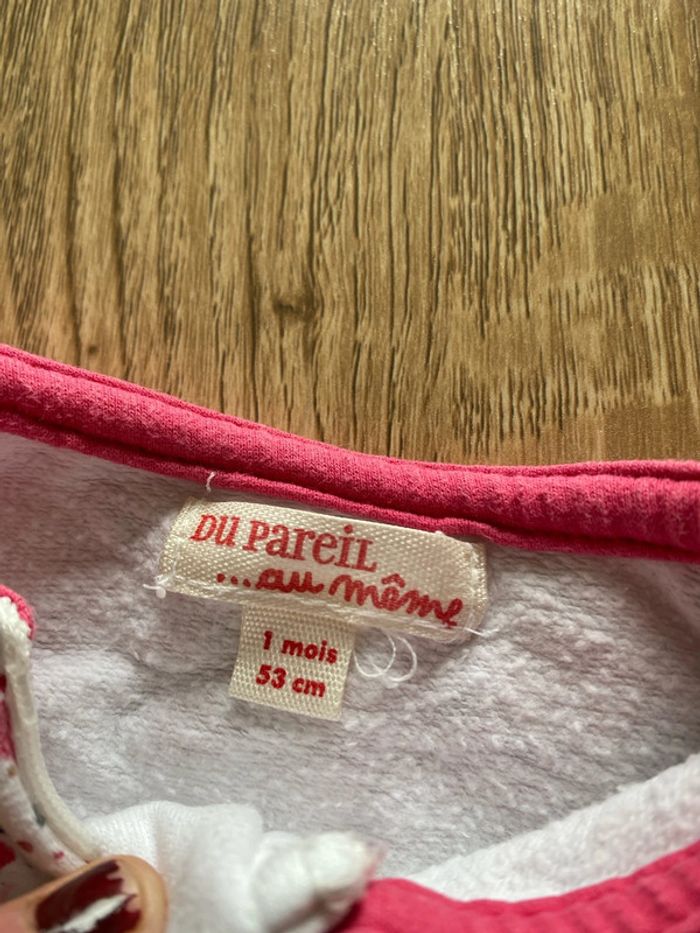 DU PAREIL
...au même
1 mois
53 cm